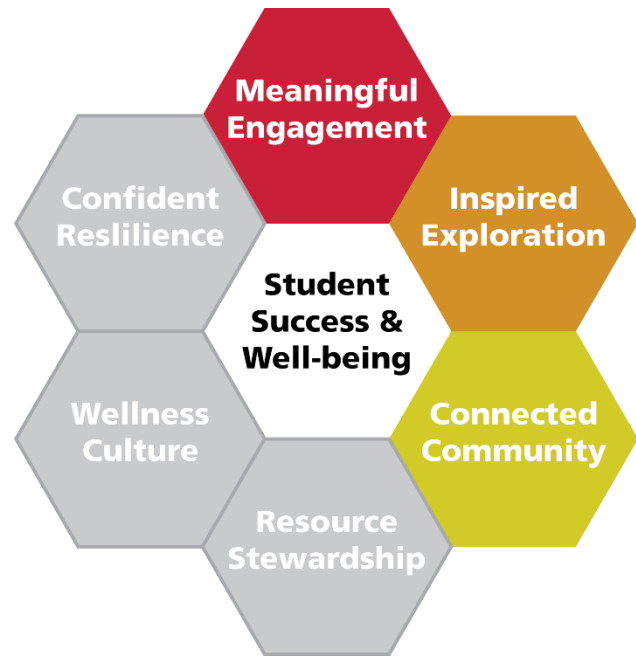 Meaningful
Engagement
Inspired
Exploration
Connected
Community
Resource
Stewardship
Wellness
Culture
Confident
Reslilience
Student
Success &
Well-being